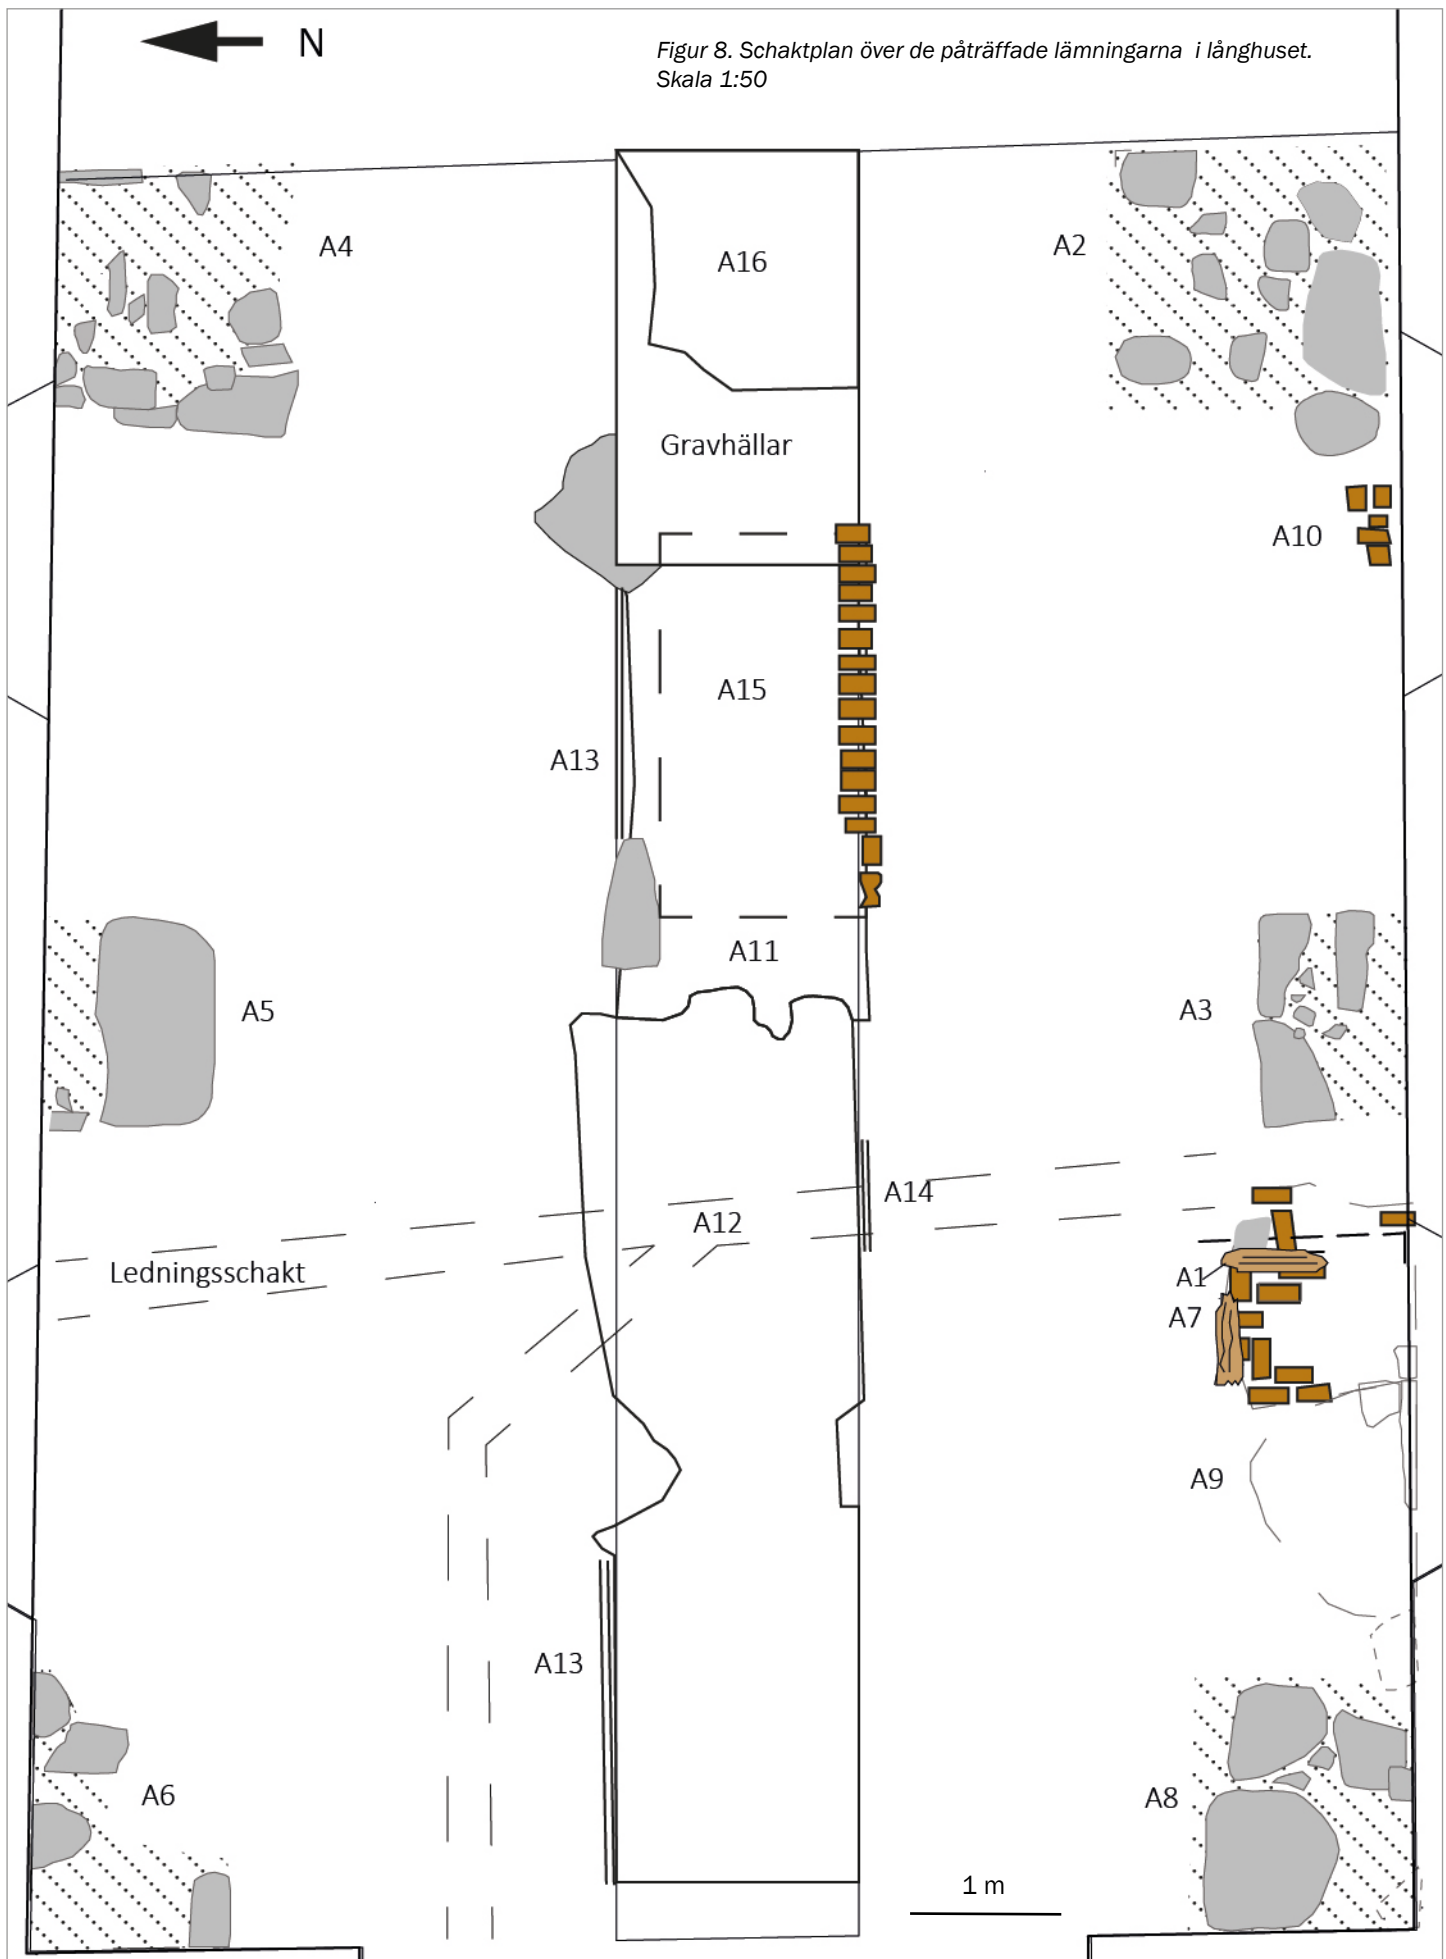 N
Figur 8. Schaktplan över de påträffade lämningarna i långhuset.
Skala 1:50
A4
A16
A2
Gravhällar
A10
A15
A13
A11
A5
A3
A14
A12
Ledningsschakt
A1
A7
A9
A13
A6
A8
1 m